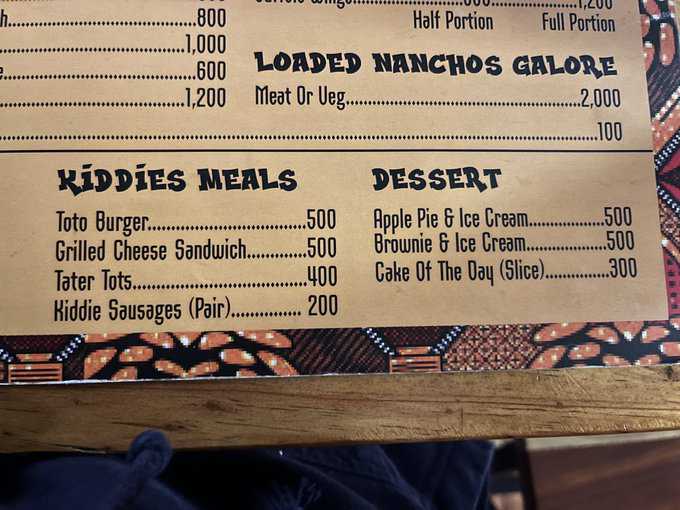 800
1,000
600
1,200
1,200
Half Portion Full Portion
LOADED NANCHOS GALORE
Meat Or Veg 2,000
100
KIDDIES MEALS
Toto Burger 500
Grilled Cheese Sandwich 500
Tater Tots 400
Kiddie Sausages (Pair) 200
DESSERT
Apple Pie & Ice Cream 500
Brownie & Ice Cream 500
Cake Of The Day (Slice) 300